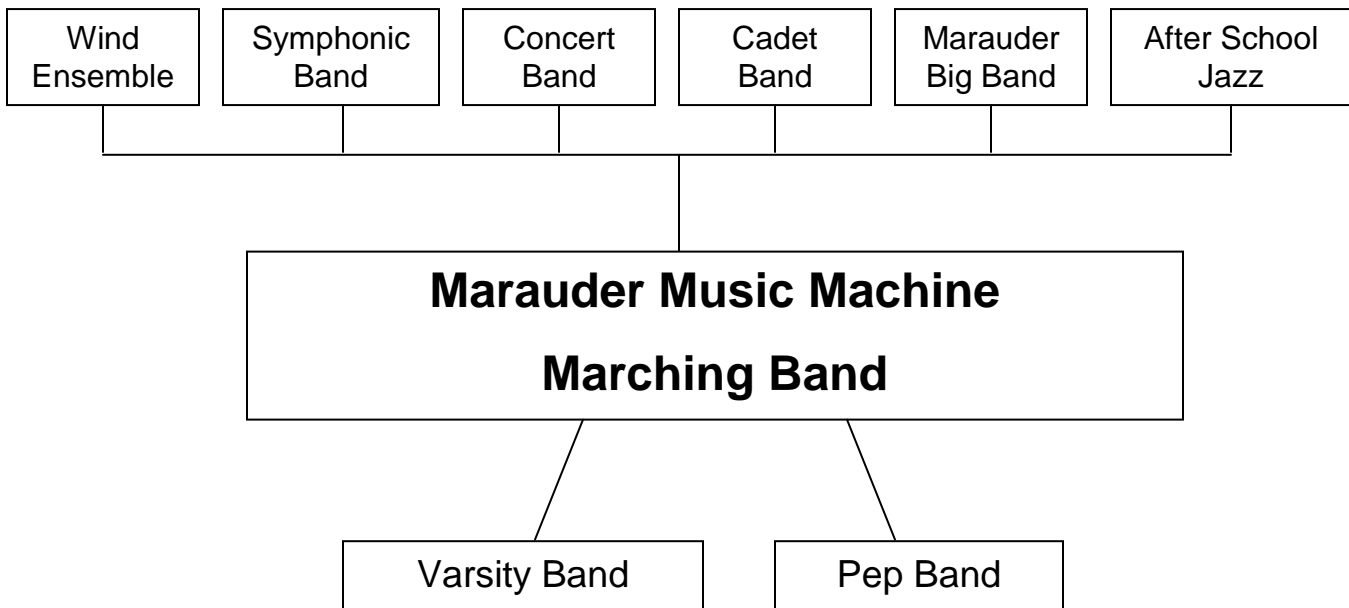 Wind
Ensemble
Symphonic
Band
Concert
Band
Cadet
Band
Marauder
Big Band
After School
Jazz
Marauder Music Machine
Marching Band
Varsity Band
Pep Band